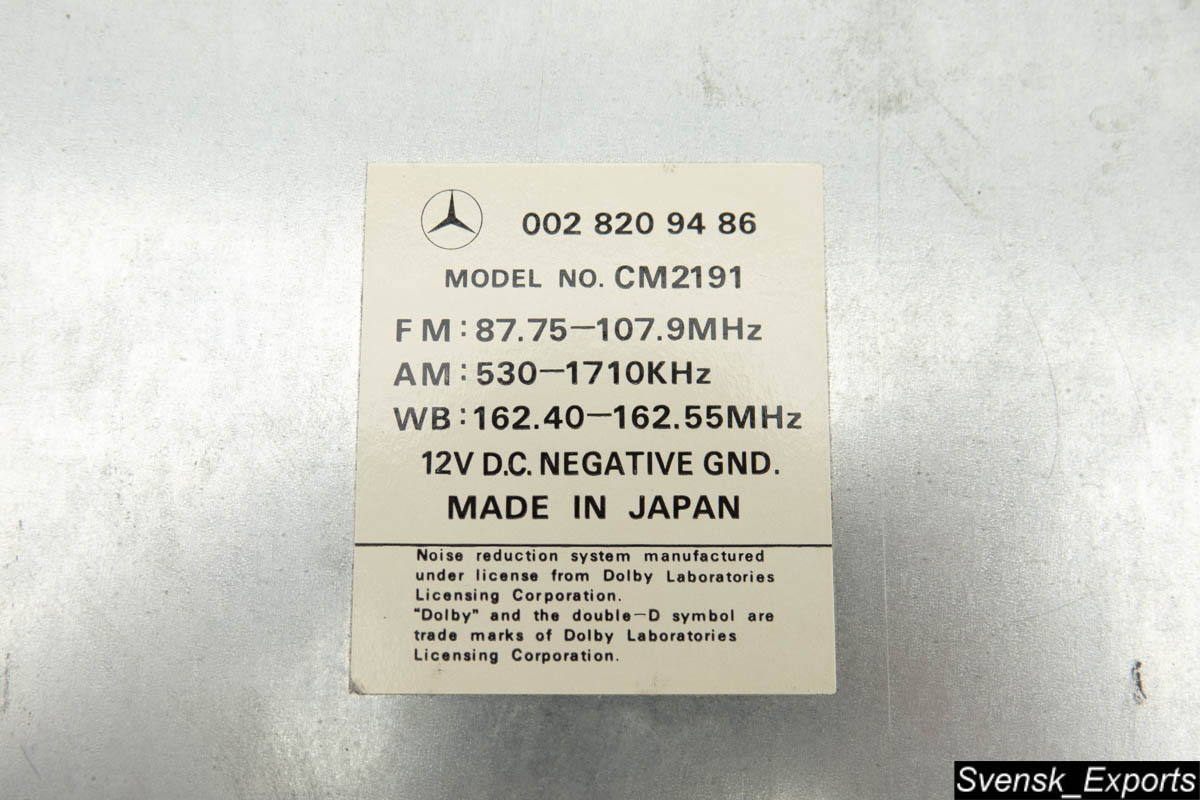 002 820 94 86
MODEL NO. CM2191
FM: 87.75—107.9MHz
AM: 530—1710KHz
WB: 162.40—162.55MHz
12V D.C. NEGATIVE GND.
MADE IN JAPAN
Noise reduction system manufactured
under license from Dolby Laboratories
Licensing Corporation.
"Dolby" and the double—D symbol are
trade marks of Dolby Laboratories
Licensing Corporation.
Svensk_Exports